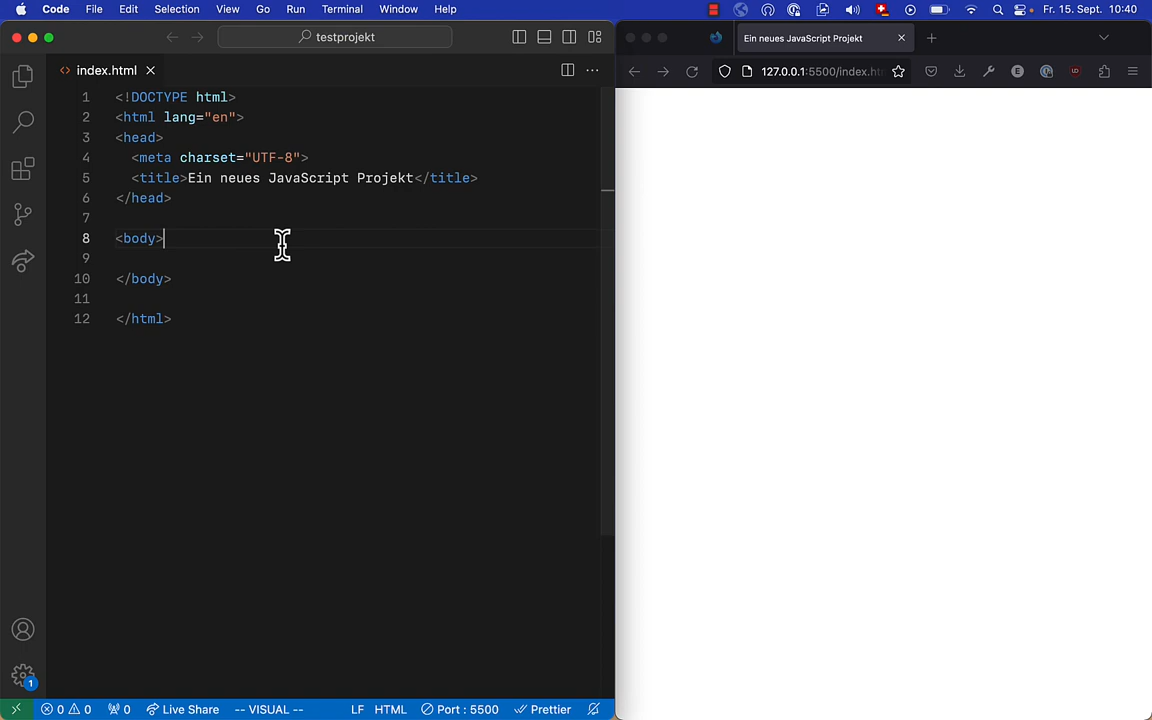 Code File Edit Selection View Go Run Terminal Window Help Fr. 15. Sept. 10:40
testprojekt
Ein neues JavaScript Projekt
index.html
127.0.0.1:5500/index.ht
1 <!DOCTYPE html>
2 <html lang="en">
3 <head>
4 <meta charset="UTF-8">
5 <title>Ein neues JavaScript Projekt</title>
6 </head>
7
8 <body>
9
10 </body>
11
12 </html>
1
0 0 0 Live Share -- VISUAL -- LF HTML Port : 5500 Prettier